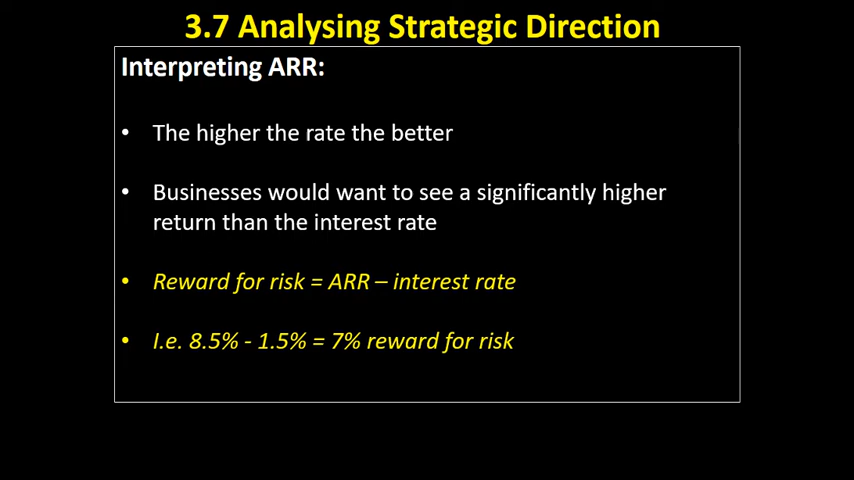 3.7 Analysing Strategic Direction
Interpreting ARR:
• The higher the rate the better
• Businesses would want to see a significantly higher
return than the interest rate
• Reward for risk = ARR – interest rate
• I.e. 8.5% - 1.5% = 7% reward for risk